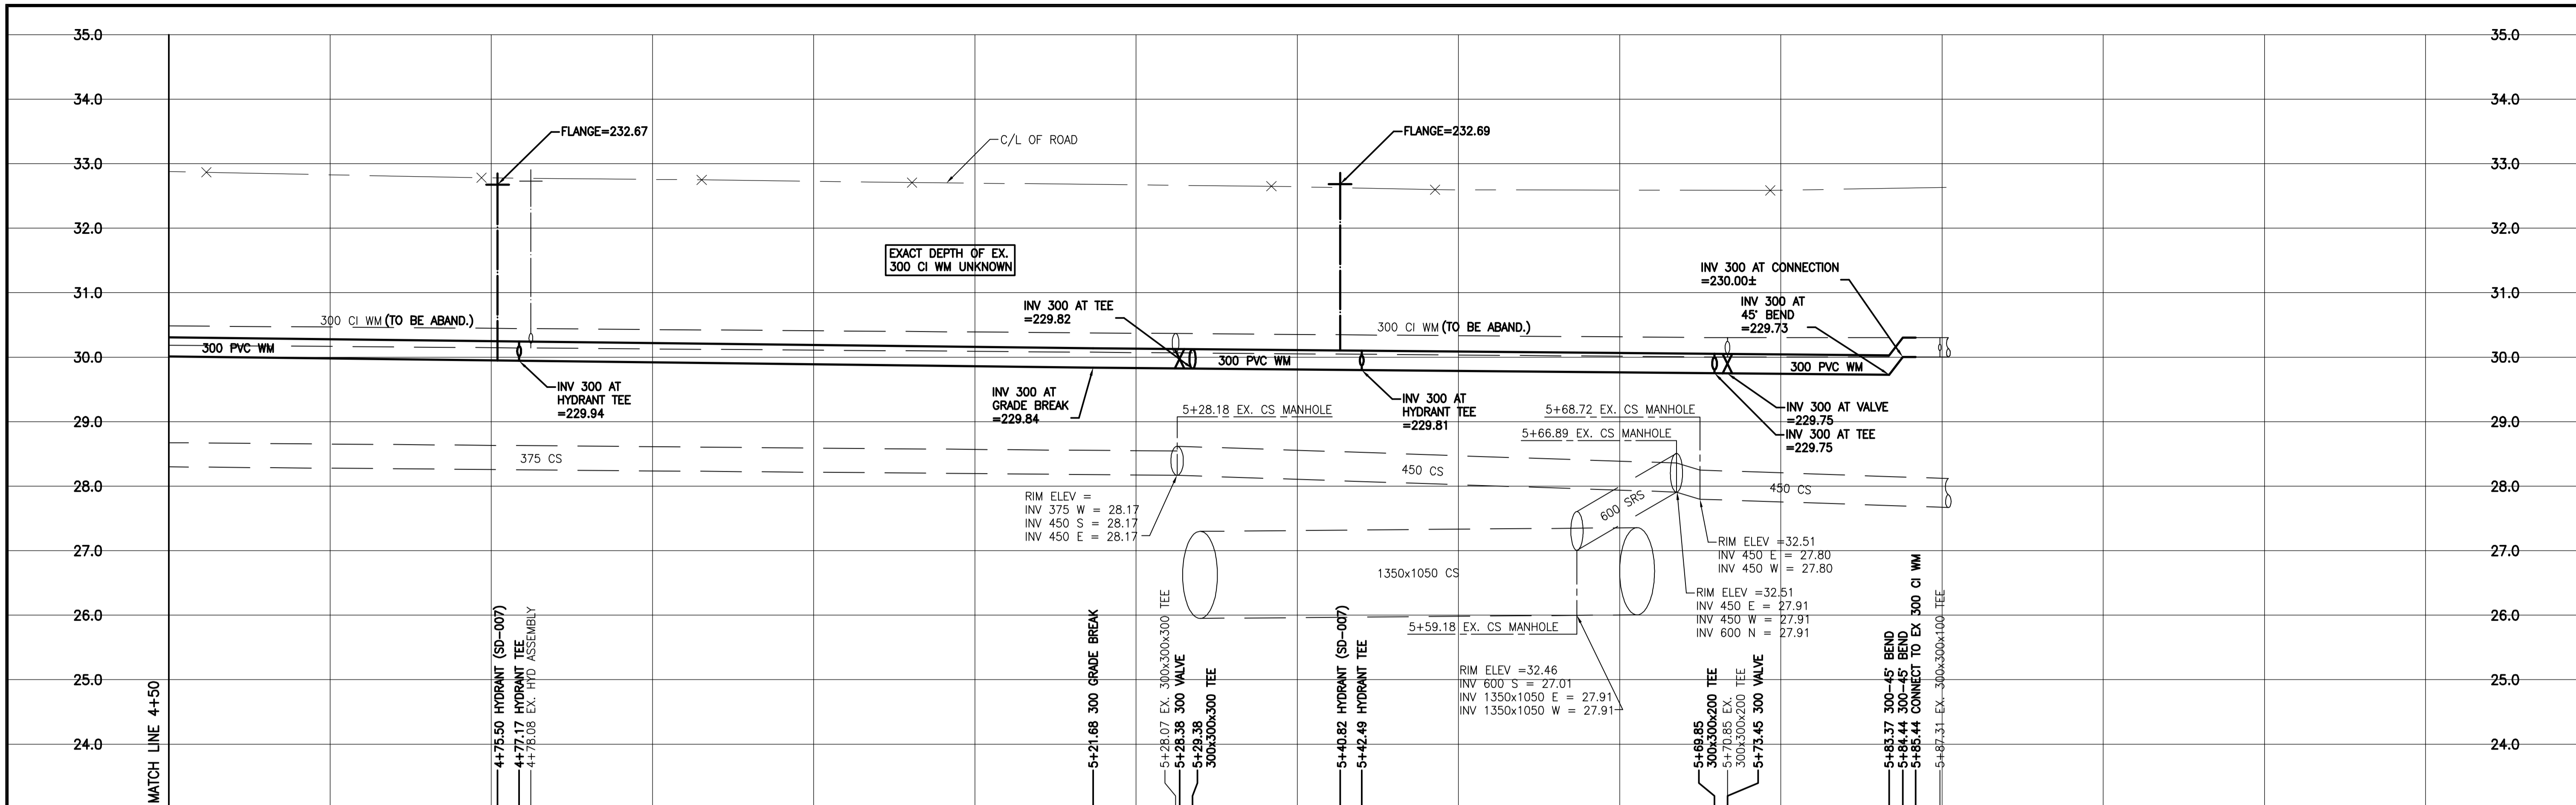 35.0
35.0
34.0
34.0
FLANGE=232.67
C/L OF ROAD
FLANGE=232.69
33.0
33.0
32.0
32.0
EXACT DEPTH OF EX.
300 CI WM UNKNOWN
INV 300 AT CONNECTION
=230.00±
31.0
31.0
INV 300 AT TEE
=229.82
INV 300 AT
45° BEND
=229.73
300 CI WM (TO BE ABAND.)
300 CI WM (TO BE ABAND.)
30.0
300 PVC WM
300 PVC WM
300 PVC WM
30.0
INV 300 AT
HYDRANT TEE
=229.94
INV 300 AT
GRADE BREAK
=229.84
INV 300 AT
HYDRANT TEE
=229.81
INV 300 AT VALVE
=229.75
INV 300 AT TEE
=229.75
29.0
29.0
5+28.18 EX. CS MANHOLE
5+68.72 EX. CS MANHOLE
5+66.89 EX. CS MANHOLE
375 CS
450 CS
450 CS
600 SRS
28.0
28.0
RIM ELEV =
INV 375 W = 28.17
INV 450 S = 28.17
INV 450 E = 28.17
27.0
27.0
RIM ELEV =32.51
INV 450 E = 27.80
INV 450 W = 27.80
1350x1050 CS
RIM ELEV =32.51
INV 450 E = 27.91
INV 450 W = 27.91
INV 600 N = 27.91
26.0
26.0
5+59.18 EX. CS MANHOLE
RIM ELEV =32.46
INV 600 S = 27.01
INV 1350x1050 E = 27.91
INV 1350x1050 W = 27.91
25.0
25.0
24.0
24.0
MATCH LINE 4+50
4+75.50 HYDRANT (SD-007)
4+77.17 HYDRANT TEE
4+78.08 EX. HYD ASSEMBLY
5+21.68 300 GRADE BREAK
5+28.07 EX. 300x300x300 TEE
5+28.38 300 VALVE
5+29.38
300x300x300 TEE
5+40.82 HYDRANT (SD-007)
5+42.49 HYDRANT TEE
5+69.85
300x300x200 TEE
5+70.85 EX.
300x300x200 TEE
5+73.45 300 VALVE
5+83.37 300-45° BEND
5+84.44 300-45° BEND
5+85.44 CONNECT TO EX 300 CI WM
5+87.31 EX. 300x300x100 TEE